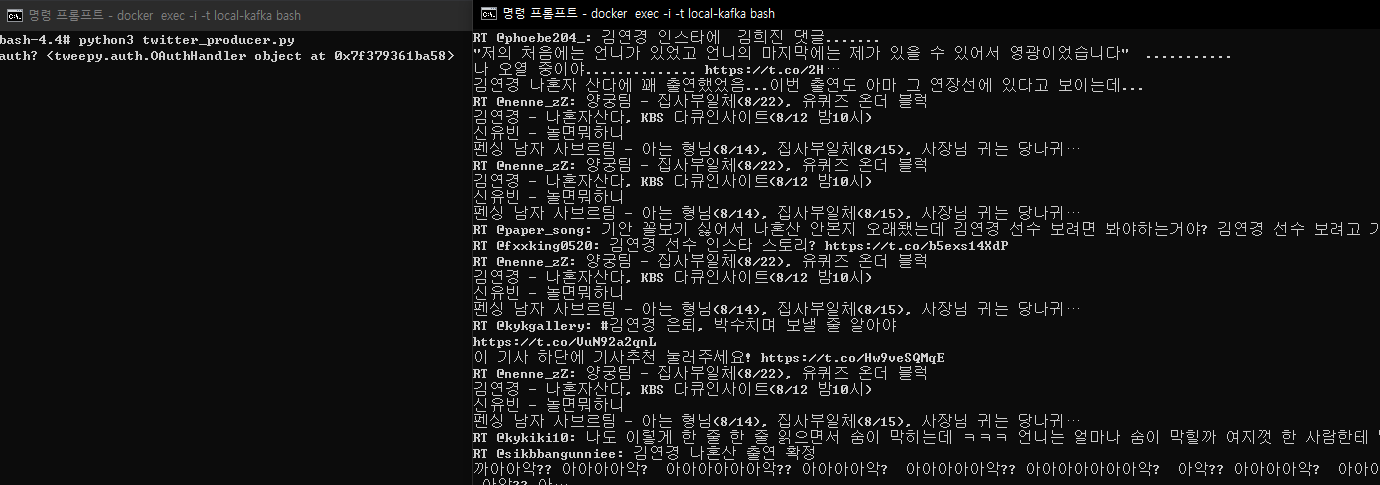 명령 프롬프트 - docker exec -i -t local-kafka bash
bash-4.4# python3 twitter_producer.py
auth? <tweepy.auth.OAuthHandler object at 0x7f379361ba58>
명령 프롬프트 - docker exec -i -t local-kafka bash
RT @phoebe204_: 김연경 인스타에  김희진 댓글.......
"저의 처음에는 언니가 있었고 언니의 마지막에는 제가 있을 수 있어서 영광이었습니다"  ...........
나 오열 중이야.............. https://t.co/2H…
김연경 나혼자 산다에 꽤 출연했었음...이번 출연도 아마 그 연장선에 있다고 보이는데...
RT @nenne_zZ: 양궁팀 - 집사부일체(8/22), 유퀴즈 온더 블럭
김연경 - 나혼자산다, KBS 다큐인사이트(8/12 밤10시)
신유빈 - 놀면뭐하니
펜싱 남자 사브르팀 - 아는 형님(8/14), 집사부일체(8/15), 사장님 귀는 당나귀…
RT @nenne_zZ: 양궁팀 - 집사부일체(8/22), 유퀴즈 온더 블럭
김연경 - 나혼자산다, KBS 다큐인사이트(8/12 밤10시)
신유빈 - 놀면뭐하니
펜싱 남자 사브르팀 - 아는 형님(8/14), 집사부일체(8/15), 사장님 귀는 당나귀…
RT @paper_song: 기안 꼴보기 싫어서 나혼산 안본지 오래됐는데 김연경 선수 보려면 봐야하는거야? 김연경 선수 보려고
RT @fxxking0520: 김연경 선수 인스타 스토리? https://t.co/b5exs14XdP
RT @nenne_zZ: 양궁팀 - 집사부일체(8/22), 유퀴즈 온더 블럭
김연경 - 나혼자산다, KBS 다큐인사이트(8/12 밤10시)
신유빈 - 놀면뭐하니
펜싱 남자 사브르팀 - 아는 형님(8/14), 집사부일체(8/15), 사장님 귀는 당나귀…
RT @kykgallery: #김연경 은퇴, 박수치며 보낼 줄 알아야
https://t.co/VuN92a2qnL
이 기사 하단에 기사추천 눌러주세요! https://t.co/Hw9veSQMqE
RT @nenne_zZ: 양궁팀 - 집사부일체(8/22), 유퀴즈 온더 블럭
김연경 - 나혼자산다, KBS 다큐인사이트(8/12 밤10시)
신유빈 - 놀면뭐하니
펜싱 남자 사브르팀 - 아는 형님(8/14), 집사부일체(8/15), 사장님 귀는 당나귀…
RT @kykiki10: 나도 이렇게 한 줄 한 줄 읽으면서 숨이 막히는데 ㅋㅋㅋ 언니는 얼마나 숨이 막힐까 여지껏 한 사람한테
RT @sikbbangunniee: 김연경 나혼산 출연 확정
까아아악?? 아아아아악?  아아아아아아악?? 아아아아악?  아아아아악?? 아아아아아아아악?  아악?? 아아아아악?